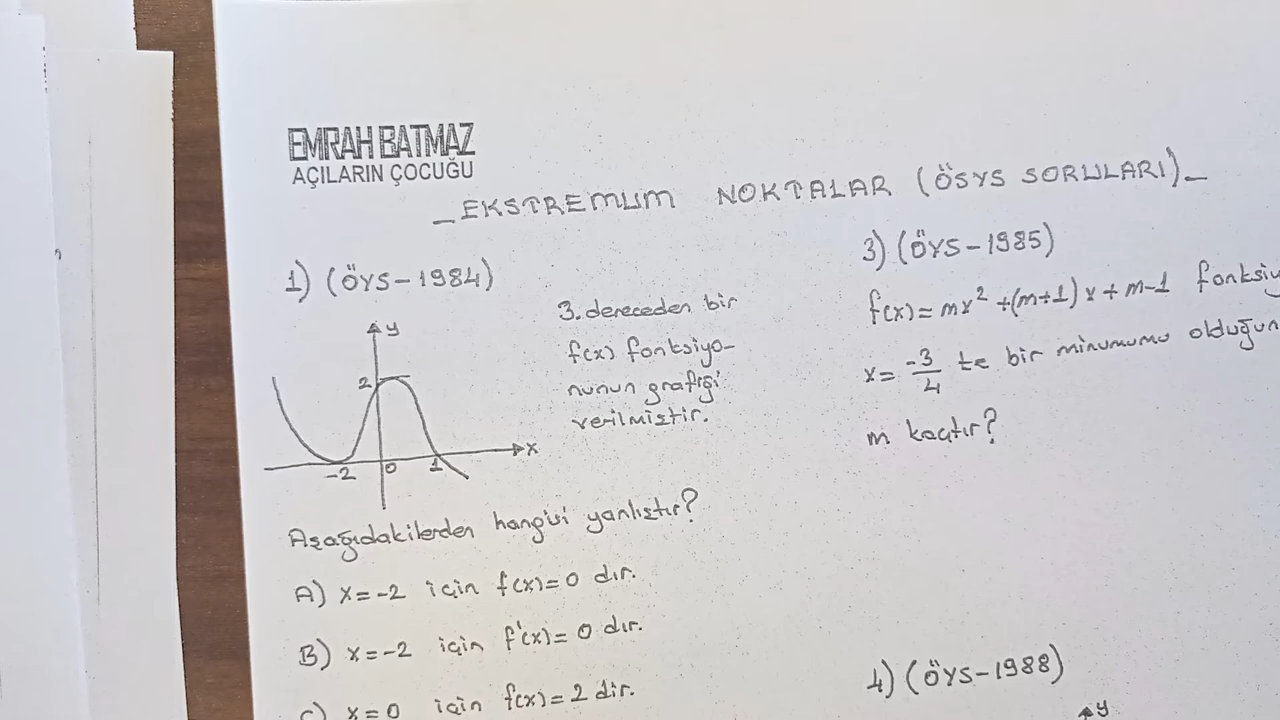 EMRAH BATMAZ
AÇILARIN ÇOCUĞU
_EKSTREMUM NOKTALAR (ÖSYS SORULARI)_
1) (ÖYS-1984)
y
2
-2
0
1
x
3. dereceden bir
f(x) fonksiyo-
nunun grafiği
verilmiştir.
Aşağıdakilerden hangisi yanlıştır?
A) x=-2 için f(x)=0 dır.
B) x=-2 için f'(x)=0 dır.
C) x=0 için f(x)=2 dir.
3) (ÖYS-1985)
f(x)=mx²+(m+1)x+m-1 fonksiy
x=-3/4 te bir minumumu olduğun
m kaçtır?
4) (ÖYS-1988)
y